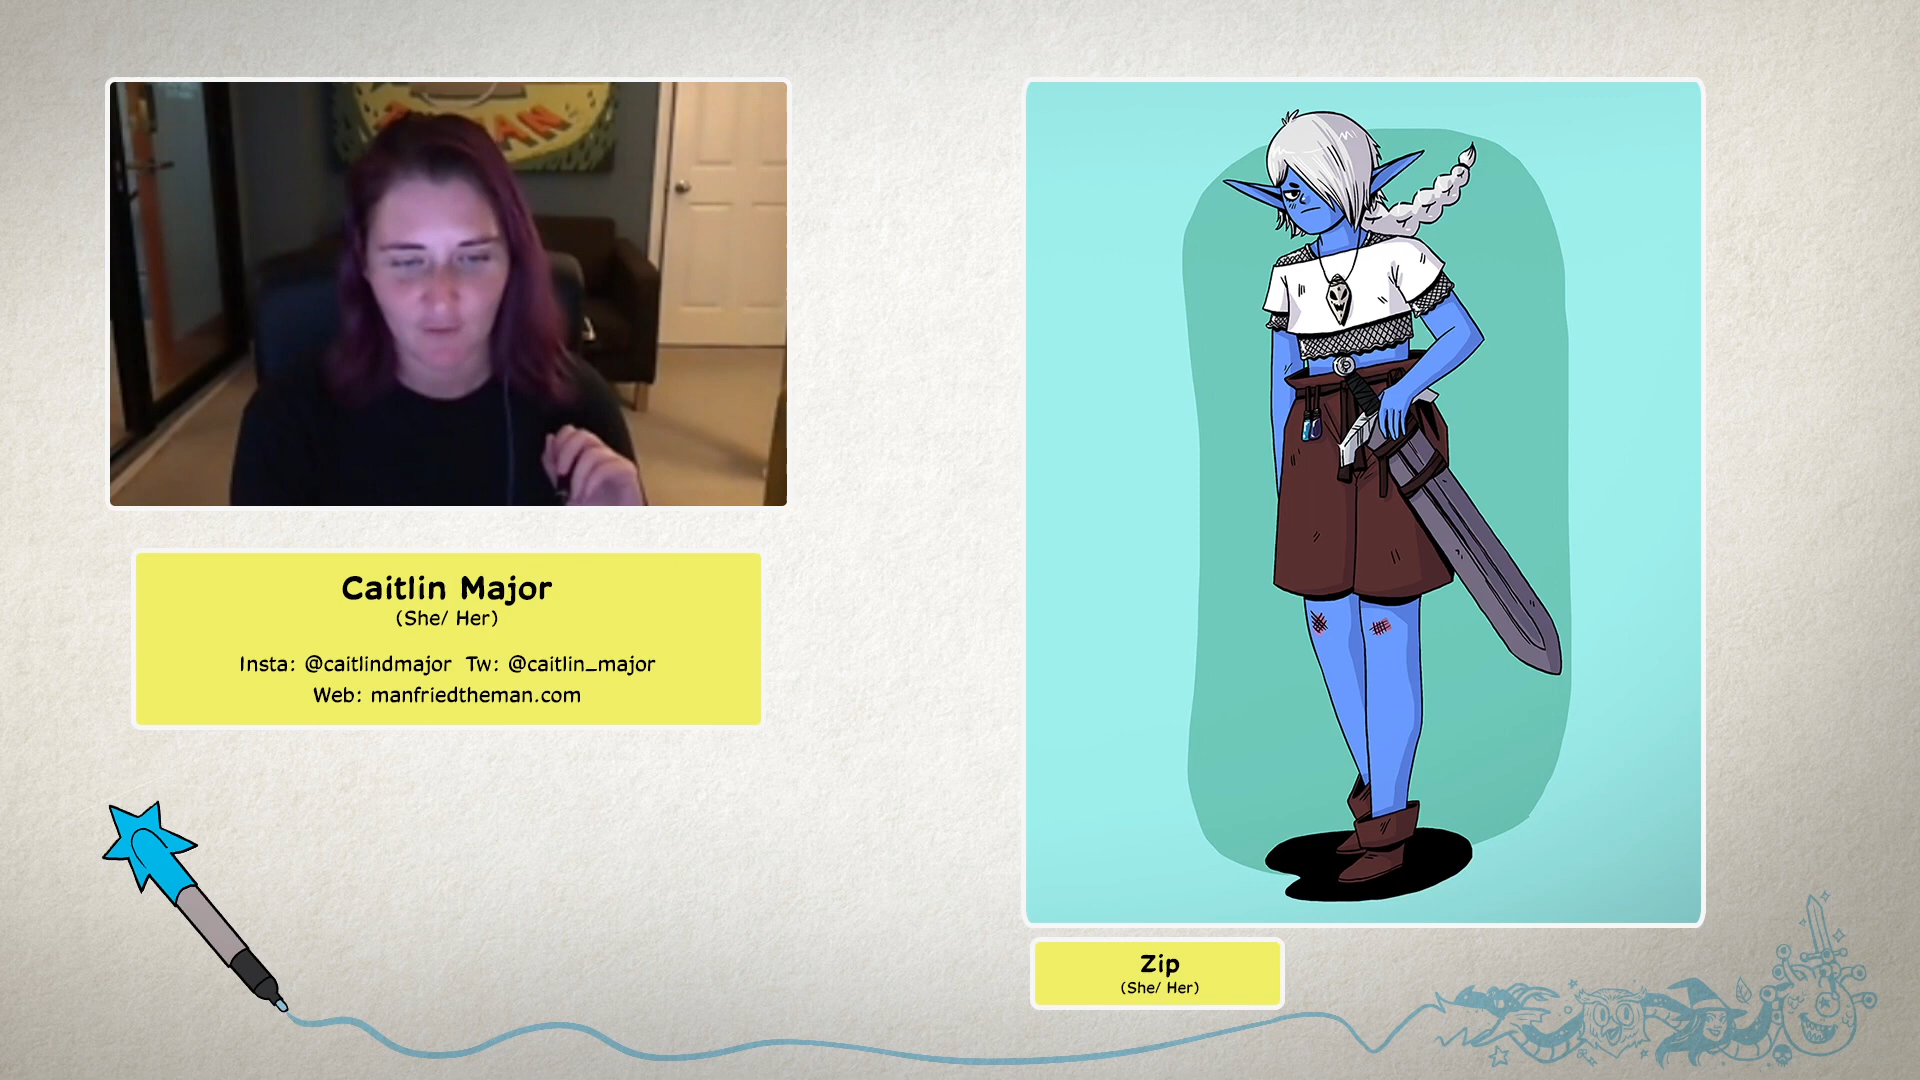 Caitlin Major
(She/ Her)
Insta: @caitlindmajor Tw: @caitlin_major
Web: manfriedtheman.com
Zip
(She/ Her)